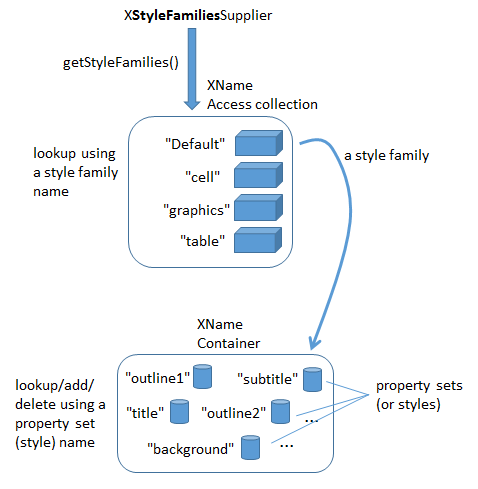 XStyleFamiliesSupplier
getStyleFamilies()
XName
Access collection
lookup using
a style family
name
"Default"
"cell"
"graphics"
"table"
a style family
XName
Container
lookup/add/
delete using a
property set
(style) name
"outline1"
"subtitle"
"title"
"outline2"
...
"background"
...
property sets
(or styles)